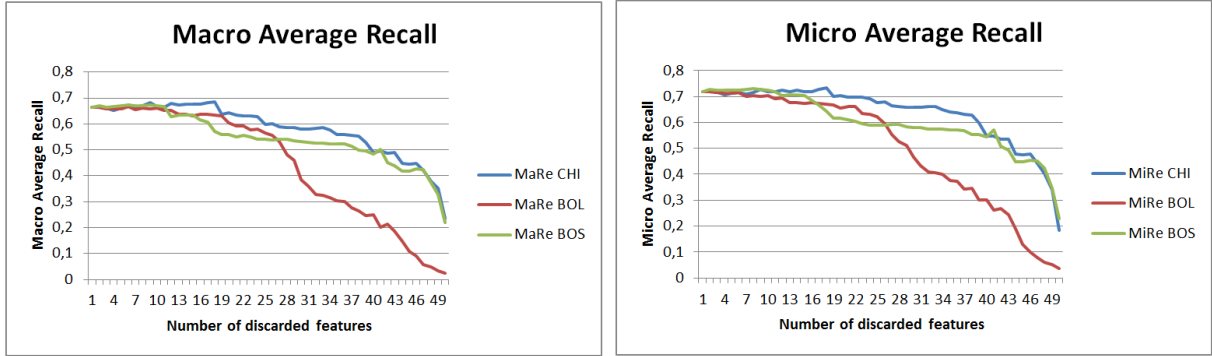 Macro Average Recall
Macro Average Recall
0,8
0,7
0,6
0,5
0,4
0,3
0,2
0,1
0
1 4 7 10 13 16 19 22 25 28 31 34 37 40 43 46 49
Number of discarded features
MaRe CHI
MaRe BOL
MaRe BOS
Micro Average Recall
Micro Average Recall
0,8
0,7
0,6
0,5
0,4
0,3
0,2
0,1
0
1 4 7 10 13 16 19 22 25 28 31 34 37 40 43 46 49
Number of discarded features
MiRe CHI
MiRe BOL
MiRe BOS